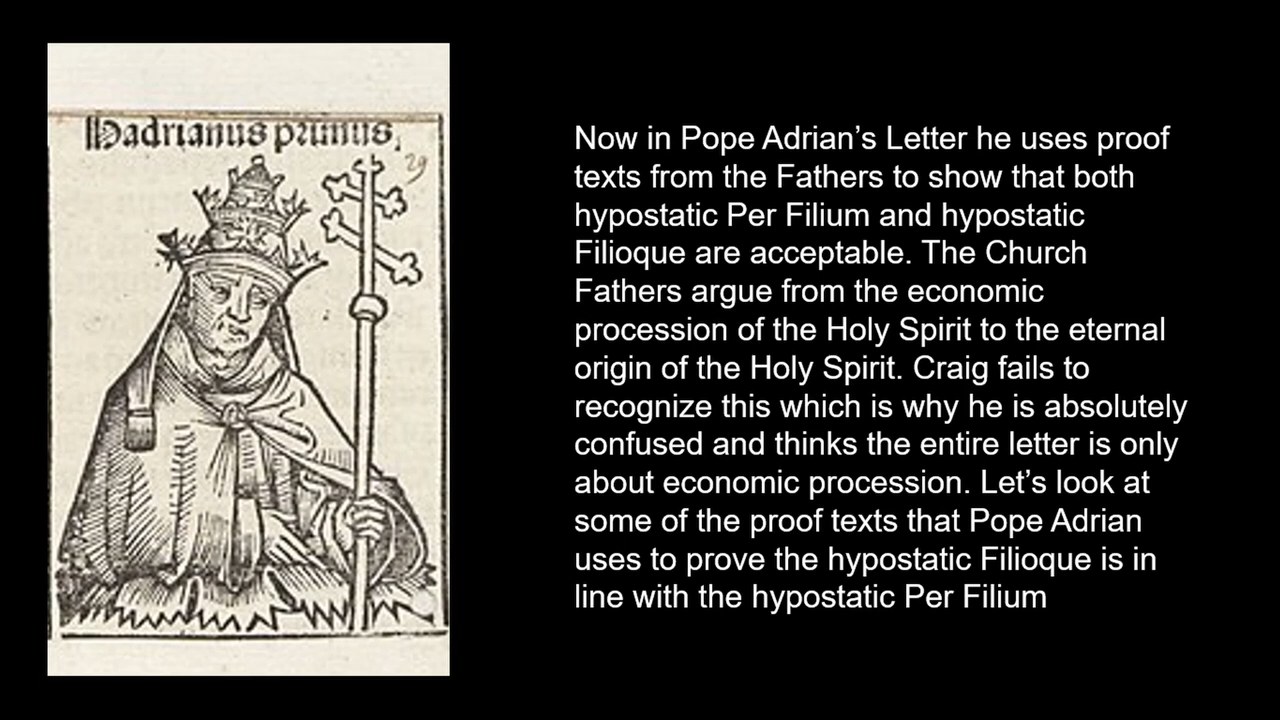 Hadrianus primus,
29
Now in Pope Adrian’s Letter he uses proof
texts from the Fathers to show that both
hypostatic Per Filium and hypostatic
Filioque are acceptable. The Church
Fathers argue from the economic
procession of the Holy Spirit to the eternal
origin of the Holy Spirit. Craig fails to
recognize this which is why he is absolutely
confused and thinks the entire letter is only
about economic procession. Let’s look at
some of the proof texts that Pope Adrian
uses to prove the hypostatic Filioque is in
line with the hypostatic Per Filium